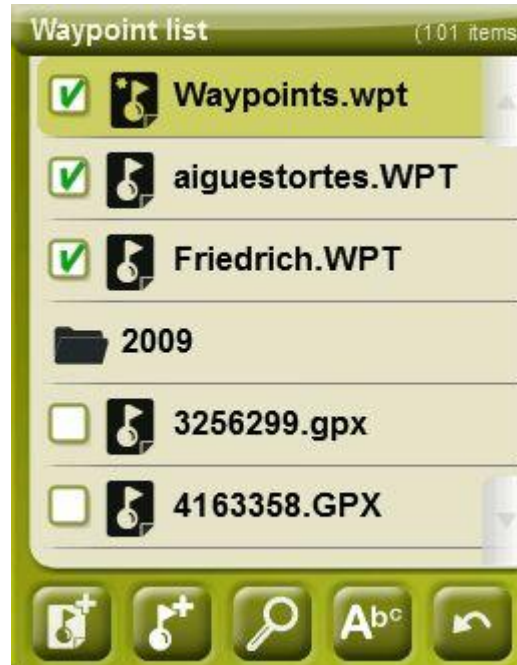 Waypoint list (101 items
Waypoints.wpt
aiguestortes.WPT
Friedrich.WPT
2009
3256299.gpx
4163358.GPX
Abc